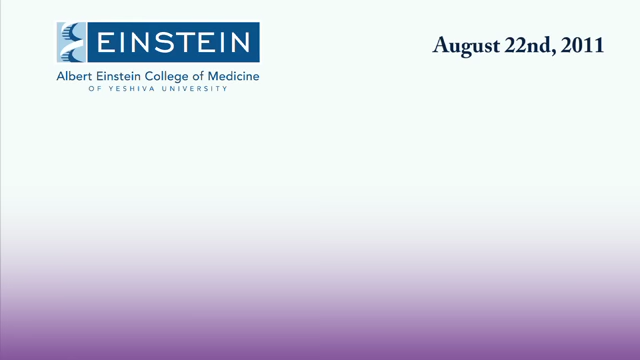 EINSTEIN
Albert Einstein College of Medicine
OF YESHIVA UNIVERSITY
August 22nd, 2011